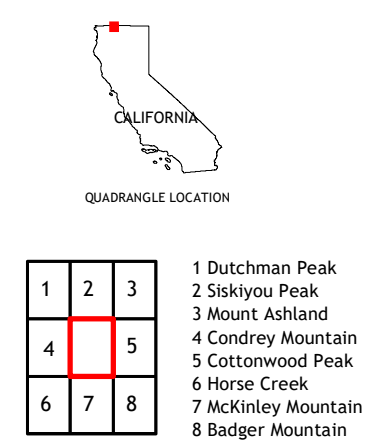 CALIFORNIA
QUADRANGLE LOCATION
1 2 3
4 5
6 7 8
1 Dutchman Peak
2 Siskiyou Peak
3 Mount Ashland
4 Condrey Mountain
5 Cottonwood Peak
6 Horse Creek
7 McKinley Mountain
8 Badger Mountain